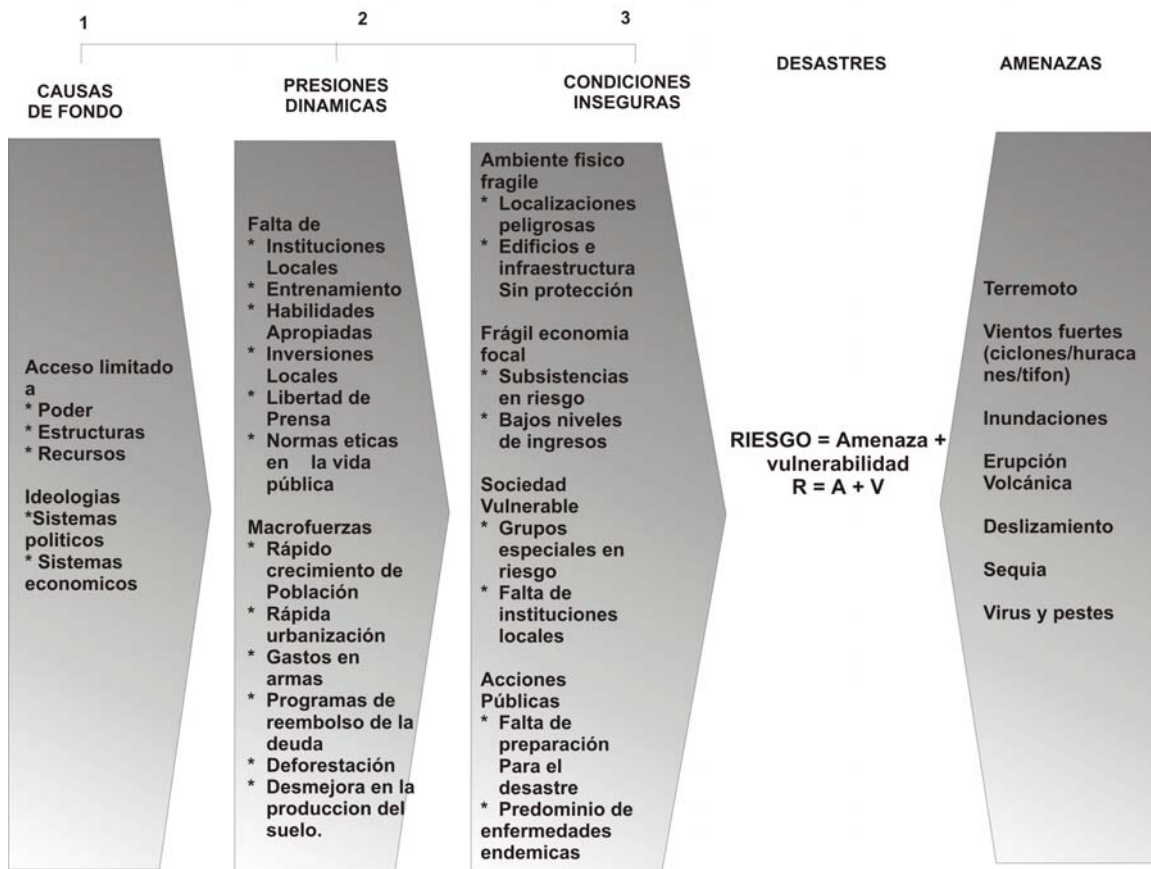 1
2
3
CAUSAS
DE FONDO
PRESIONES
DINAMICAS
CONDICIONES
INSEGURAS
DESASTRES
AMENAZAS
Acceso limitado
a
* Poder
* Estructuras
* Recursos
Ideologias
*Sistemas
politicos
* Sistemas
economicos
Falta de
* Instituciones
Locales
* Entrenamiento
* Habilidades
Apropiadas
* Inversiones
Locales
* Libertad de
Prensa
* Normas eticas
en la vida
pública
Macrofuerzas
* Rápido
crecimiento de
Población
* Rápida
urbanización
* Gastos en
armas
* Programas de
reembolso de la
deuda
* Deforestación
* Desmejora en la
produccion del
suelo.
Ambiente fisico
fragile
* Localizaciones
peligrosas
* Edificios e
infraestructura
Sin protección
Frágil economia
focal
* Subsistencias
en riesgo
* Bajos niveles
de ingresos
Sociedad
Vulnerable
* Grupos
especiales en
riesgo
* Falta de
instituciones
locales
Acciones
Públicas
* Falta de
preparación
Para el
desastre
* Predominio de
enfermedades
endemicas
RIESGO = Amenaza +
vulnerabilidad
R = A + V
Terremoto
Vientos fuertes
(ciclones/huraca
nes/tifon)
Inundaciones
Erupción
Volcánica
Deslizamiento
Sequia
Virus y pestes